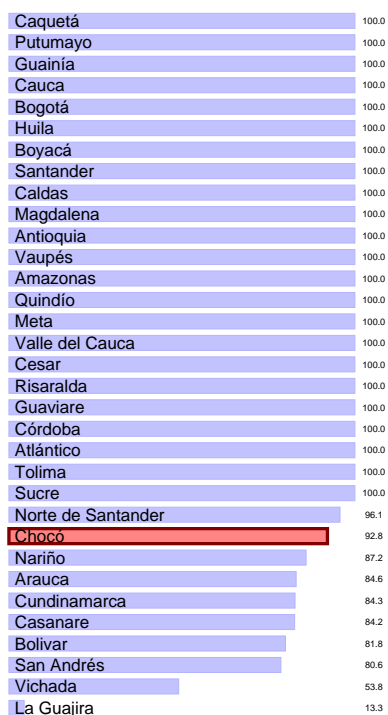 Caquetá 100.0
Putumayo 100.0
Guainía 100.0
Cauca 100.0
Bogotá 100.0
Huila 100.0
Boyacá 100.0
Santander 100.0
Caldas 100.0
Magdalena 100.0
Antioquia 100.0
Vaupés 100.0
Amazonas 100.0
Quindío 100.0
Meta 100.0
Valle del Cauca 100.0
Cesar 100.0
Risaralda 100.0
Guaviare 100.0
Córdoba 100.0
Atlántico 100.0
Tolima 100.0
Sucre 100.0
Norte de Santander 96.1
Chocó 92.8
Nariño 87.2
Arauca 84.6
Cundinamarca 84.3
Casanare 84.2
Bolivar 81.8
San Andrés 80.6
Vichada 53.8
La Guajira 13.3